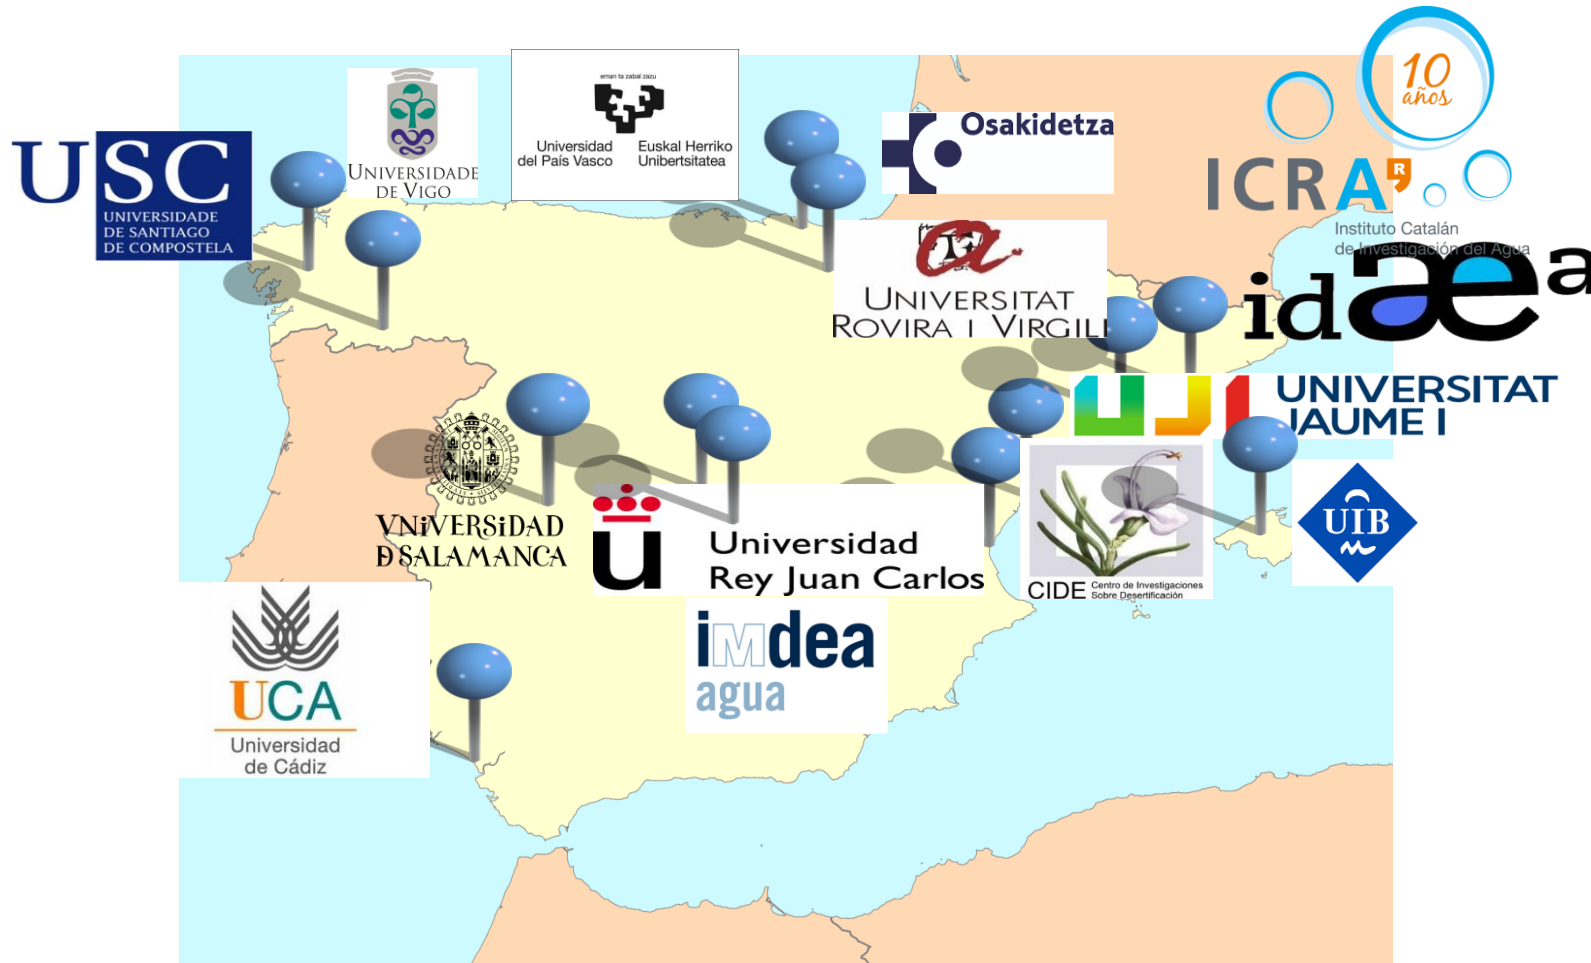 USC
UNIVERSIDADE
DE SANTIAGO
DE COMPOSTELA
UNIVERSIDADE
DE VIGO
eman ta zabal zazu
Universidad
del País Vasco
Euskal Herriko
Unibertsitatea
Osakidetza
10
años
ICRA
R
Instituto Catalán
de Investigación del Agua
idæa
UNIVERSITAT
ROVIRA I VIRGILI
UJI
UNIVERSITAT
JAUME I
VNiVERSiDAD
D SALAMANCA
ü
Universidad
Rey Juan Carlos
CIDE
Centro de Investigaciones
Sobre Desertificación
UIB
UCA
Universidad
de Cádiz
imdea
agua